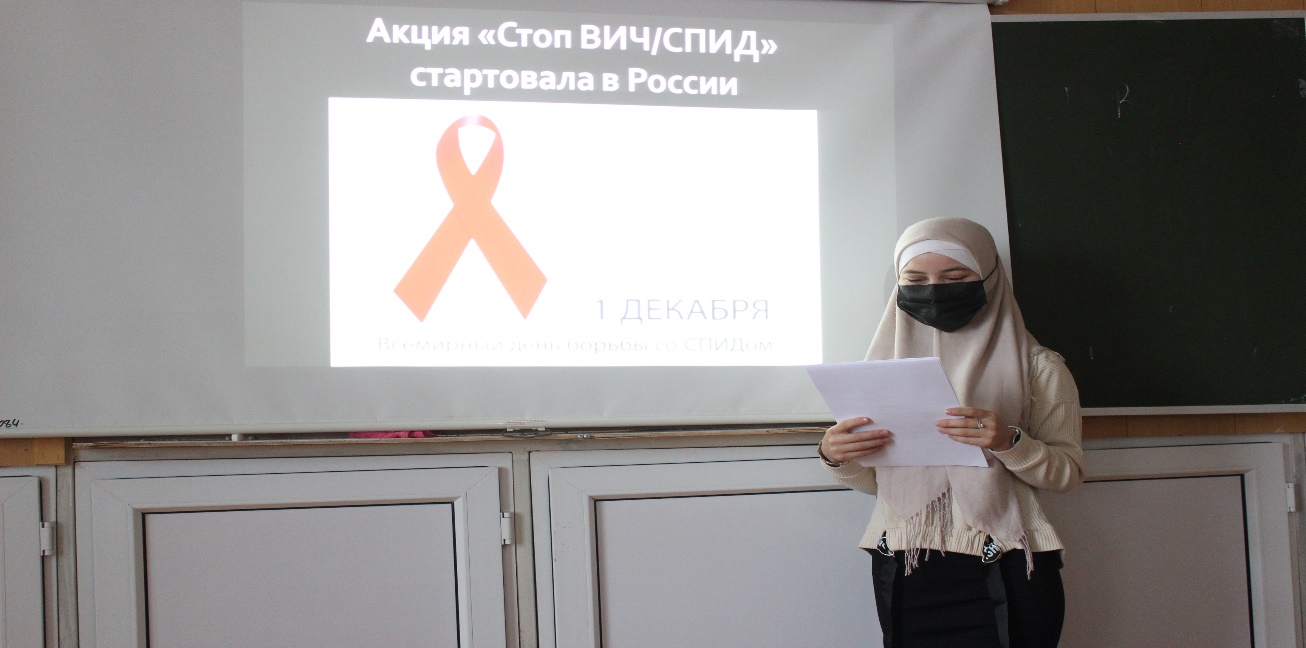 Акция «Стоп ВИЧ/СПИД»
стартовала в России
1 ДЕКАБРЯ
Всемирный день борьбы со СПИДом